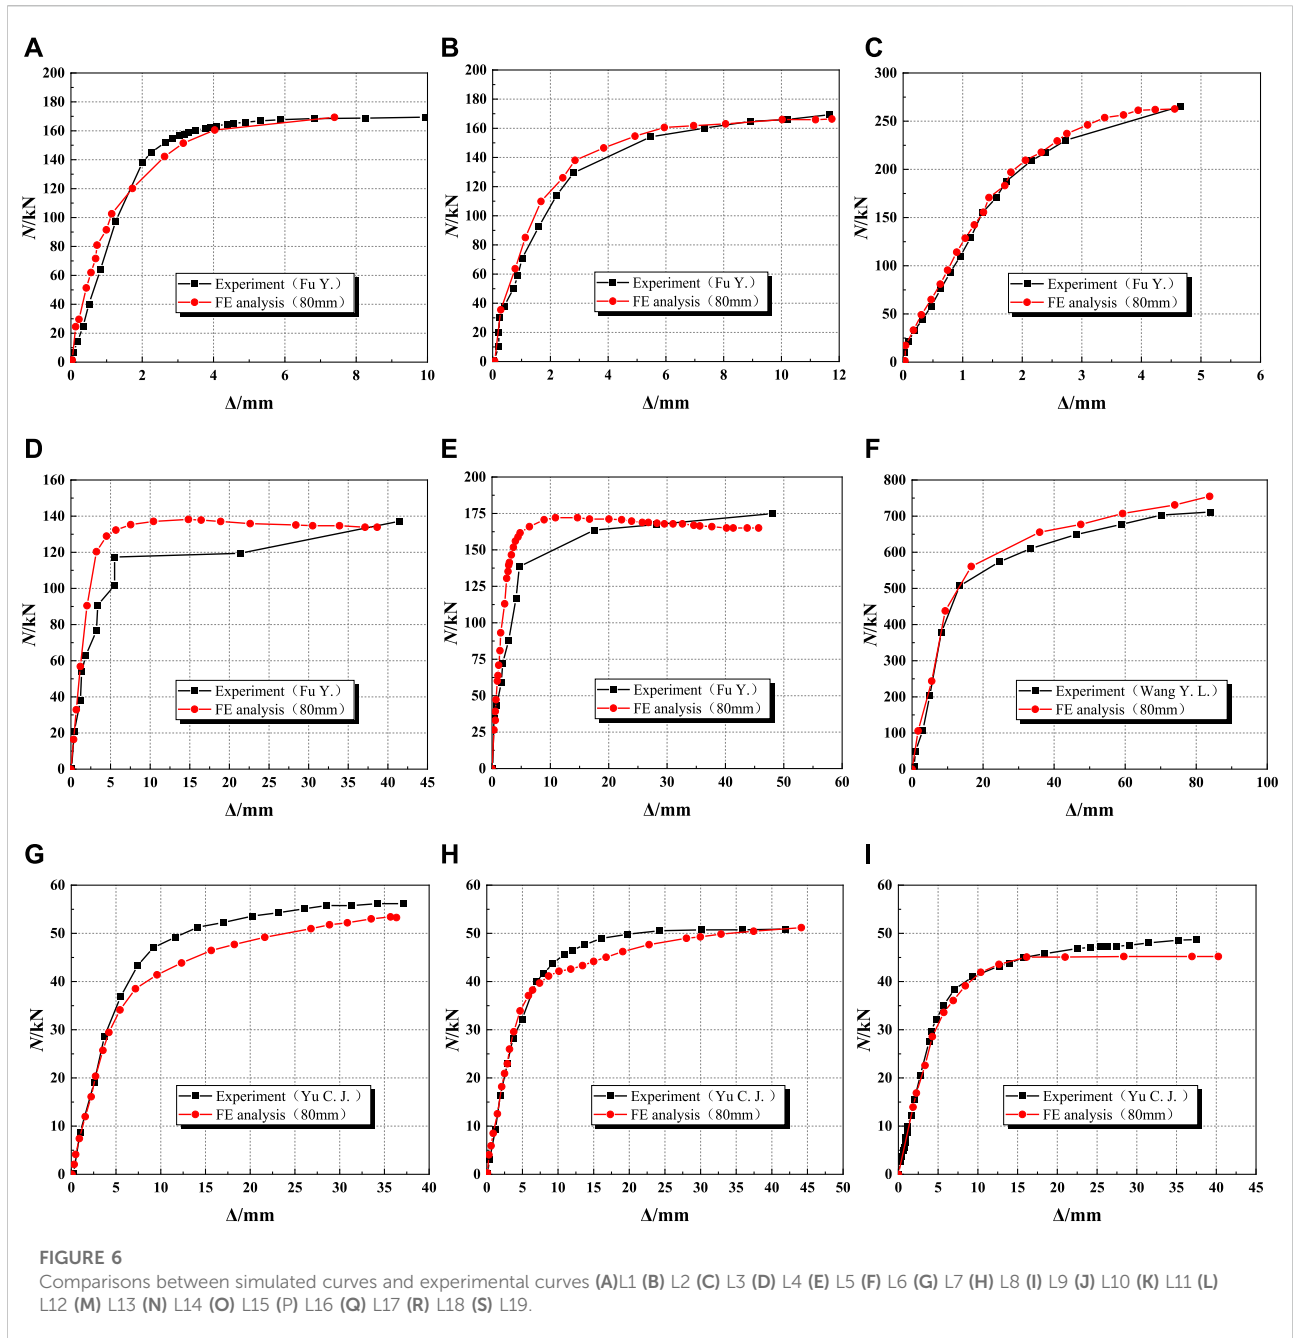 A
B
C
200
180
160
140
120
100
80
60
40
20
0
N/kN
Experiment（Fu Y.）
FE analysis（80mm）
0 2 4 6 8 10
Δ/mm
200
180
160
140
120
100
80
60
40
20
0
N/kN
Experiment（Fu Y.）
FE analysis（80mm）
0 2 4 6 8 10 12
Δ/mm
300
250
200
150
100
50
0
N/kN
Experiment（Fu Y.）
FE analysis（80mm）
0 1 2 3 4 5 6
Δ/mm
D
E
F
160
140
120
100
80
60
40
20
0
N/kN
Experiment（Fu Y.）
FE analysis（80mm）
0 5 10 15 20 25 30 35 40 45
Δ/mm
200
175
150
125
100
75
50
25
0
N/kN
Experiment（Fu Y.）
FE analysis（80mm）
0 10 20 30 40 50 60
Δ/mm
800
700
600
500
400
300
200
100
0
N/kN
Experiment（Wang Y. L.）
FE analysis（80mm）
0 20 40 60 80 100
Δ/mm
G
H
I
60
50
40
30
20
10
0
N/kN
Experiment（Yu C. J.）
FE analysis（80mm）
0 5 10 15 20 25 30 35 40
Δ/mm
60
50
40
30
20
10
0
N/kN
Experiment（Yu C. J.）
FE analysis（80mm）
0 5 10 15 20 25 30 35 40 45 50
Δ/mm
60
50
40
30
20
10
0
N/kN
Experiment（Yu C. J.）
FE analysis（80mm）
0 5 10 15 20 25 30 35 40 45
Δ/mm
FIGURE 6
Comparisons between simulated curves and experimental curves (A)L1 (B) L2 (C) L3 (D) L4 (E) L5 (F) L6 (G) L7 (H) L8 (I) L9 (J) L10 (K) L11 (L)
L12 (M) L13 (N) L14 (O) L15 (P) L16 (Q) L17 (R) L18 (S) L19.